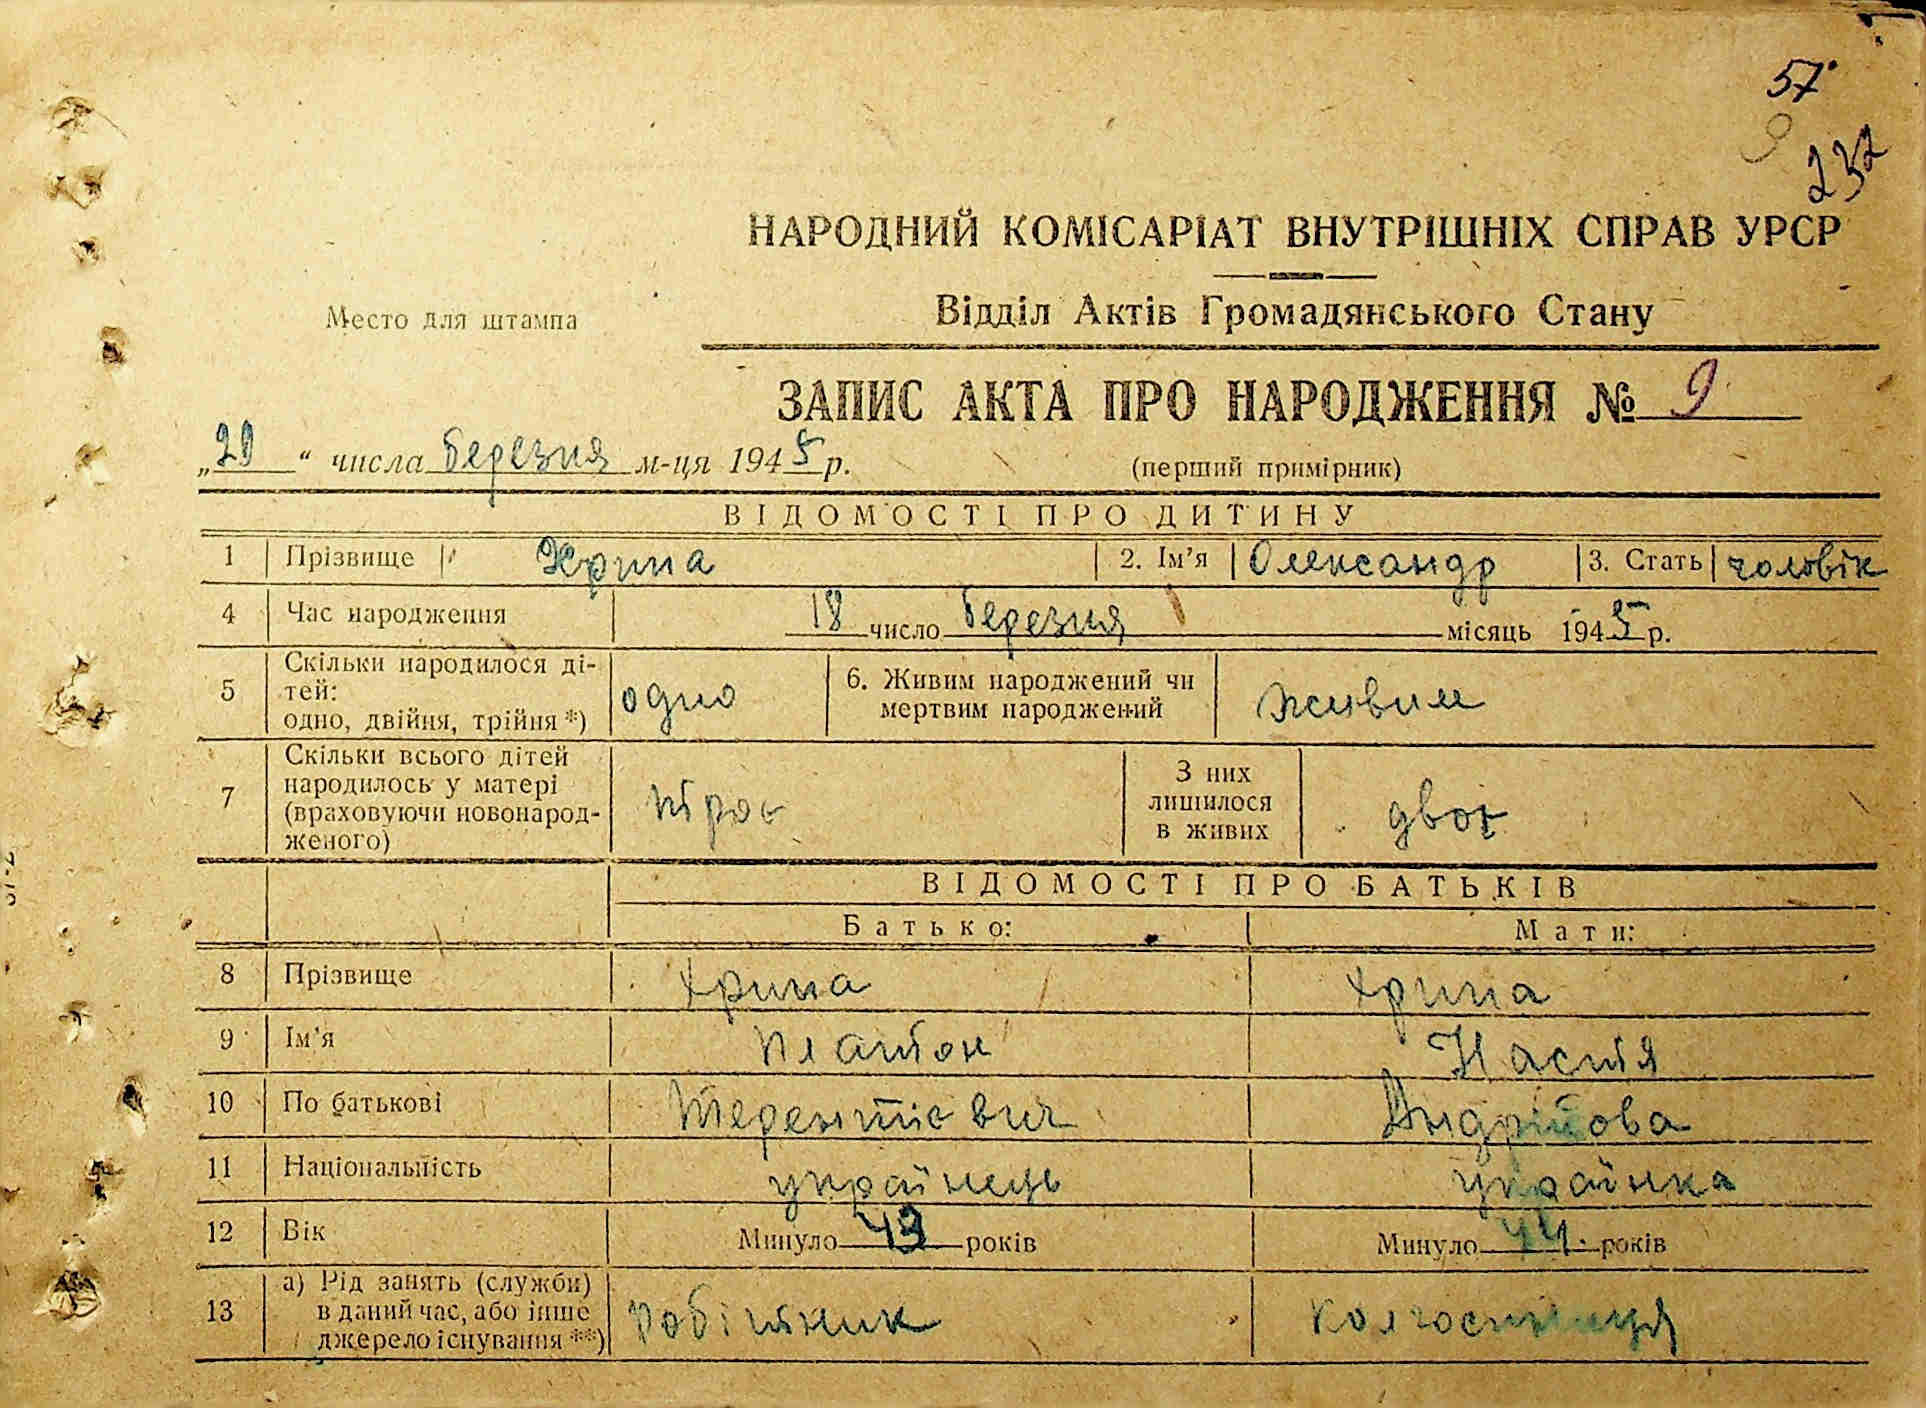 57
9
232
НАРОДНИЙ КОМІСАРІАТ ВНУТРІШНІХ СПРАВ УРСР
Место для штампа
Відділ Актів Громадянського Стану
ЗАПИС АКТА ПРО НАРОДЖЕННЯ № 9
„29“ числа березня м-ця 1945 р.
(перший примірник)
ВІДОМОСТІ ПРО ДИТИНУ
1 Прізвище Хрипа 2. Ім’я Олександр 3. Стать чоловік
4 Час народження 18 число березня місяць 1945 р.
5 Скільки народилося ді-
тей:
одно, двійня, трійня *) одно 6. Живим народжений чи
мертвим народжений живим
7 Скільки всього дітей
народилось у матері
(враховуючи новонарод-
женого) троє З них
лишилося
в живих двоє
ВІДОМОСТІ ПРО БАТЬКІВ
Батько: Мати:
8 Прізвище Хрипа Хрипа
9 Ім’я Платон Настя
10 По батькові Терентієвич Андріїова
11 Національність українець українка
12 Вік Минуло 43 років Минуло 44 років
13 а) Рід занять (служби)
в даний час, або інше
джерело існування **) робітник колгоспниця